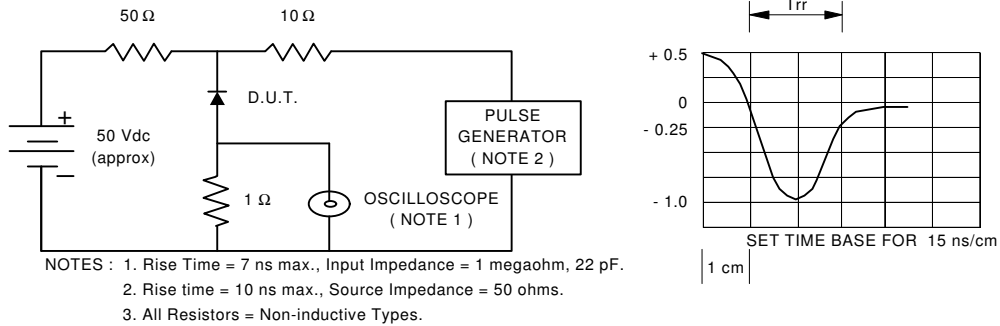 50 Ω
10 Ω
D.U.T.
+
50 Vdc
(approx)
−
1 Ω
OSCILLOSCOPE
( NOTE 1 )
PULSE
GENERATOR
( NOTE 2 )
Trr
+ 0.5
0
- 0.25
- 1.0
SET TIME BASE FOR 15 ns/cm
1 cm
NOTES : 1. Rise Time = 7 ns max., Input Impedance = 1 megaohm, 22 pF.
2. Rise time = 10 ns max., Source Impedance = 50 ohms.
3. All Resistors = Non-inductive Types.